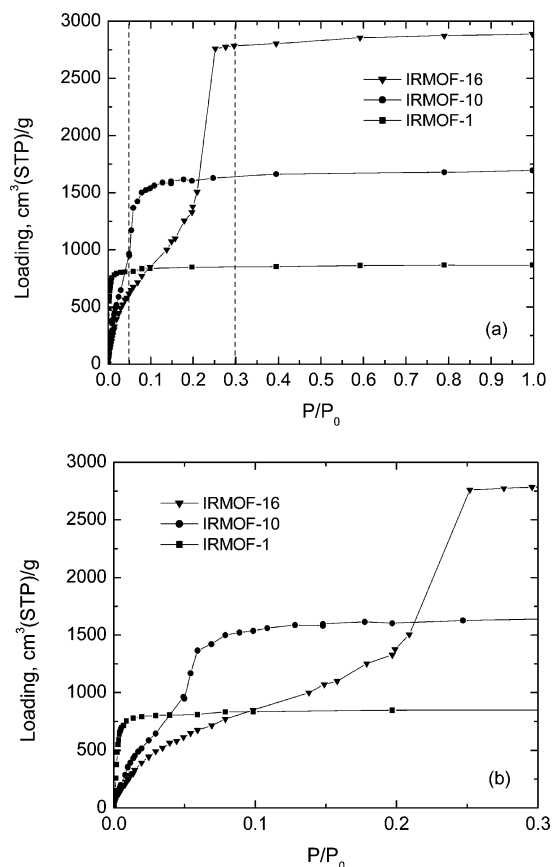 3000
2500
2000
1500
1000
500
0
Loading, cm³(STP)/g
IRMOF-16
IRMOF-10
IRMOF-1
(a)
0.0 0.1 0.2 0.3 0.4 0.5 0.6 0.7 0.8 0.9 1.0
P/P₀
3000
2500
2000
1500
1000
500
0
Loading, cm³(STP)/g
IRMOF-16
IRMOF-10
IRMOF-1
(b)
0.0 0.1 0.2 0.3
P/P₀